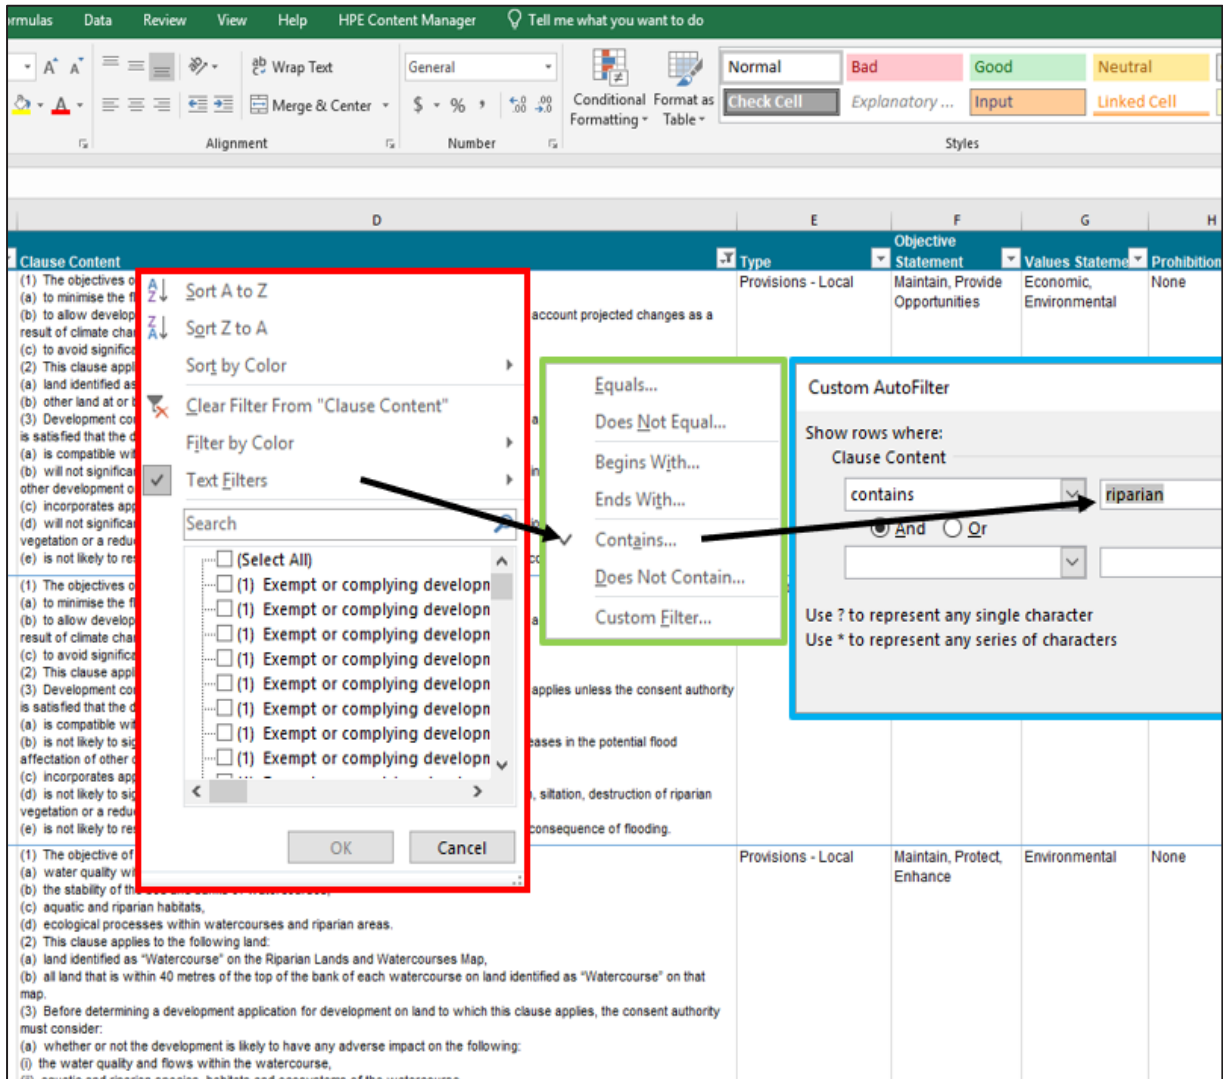 ormulas Data Review View Help HPE Content Manager Tell me what you want to do
A A ab Wrap Text General Normal Bad Good Neutral
A Merge & Center $ % , .00 Conditional Formatting Format as Table Check Cell Explanatory ... Input Linked Cell
Alignment Number Styles
D E F G H
Clause Content Type Objective Statement Values Stateme Prohibition
(1) The objectives o
(a) to minimise the fl
(b) to allow develop account projected changes as a
result of climate cha
(c) to avoid significa
(2) This clause appl
(a) land identified as
(b) other land at or b
(3) Development co a
is satisfied that the d
(a) is compatible wit
(b) will not significan in
other development o
(c) incorporates app
(d) will not significan
vegetation or a redu
(e) is not likely to res
Provisions - Local
Maintain, Provide
Opportunities
Economic,
Environmental
None
(1) The objectives o
(a) to minimise the fl
(b) to allow develop a
result of climate cha
(c) to avoid significa
(2) This clause appl
(3) Development co applies unless the consent authority
is satisfied that the d
(a) is compatible wit
(b) is not likely to sig eases in the potential flood
affectation of other d
(c) incorporates app
(d) is not likely to sig , siltation, destruction of riparian
vegetation or a redu
(e) is not likely to res consequence of flooding.
(1) The objective of
(a) water quality wi
(b) the stability of th
(c) aquatic and riparian habitats,
(d) ecological processes within watercourses and riparian areas.
(2) This clause applies to the following land:
(a) land identified as “Watercourse” on the Riparian Lands and Watercourses Map,
(b) all land that is within 40 metres of the top of the bank of each watercourse on land identified as “Watercourse” on that
map.
(3) Before determining a development application for development on land to which this clause applies, the consent authority
must consider:
(a) whether or not the development is likely to have any adverse impact on the following:
(i) the water quality and flows within the watercourse,
Provisions - Local
Maintain, Protect,
Enhance
Environmental
None
Sort A to Z
Sort Z to A
Sort by Color
Clear Filter From "Clause Content"
Filter by Color
Text Filters
Search
(Select All)
(1) Exempt or complying developn
(1) Exempt or complying developn
(1) Exempt or complying developn
(1) Exempt or complying developn
(1) Exempt or complying developn
(1) Exempt or complying developn
(1) Exempt or complying developn
(1) Exempt or complying developn
OK Cancel
Equals...
Does Not Equal...
Begins With...
Ends With...
Contains...
Does Not Contain...
Custom Filter...
Custom AutoFilter
Show rows where:
Clause Content
contains riparian
And Or
Use ? to represent any single character
Use * to represent any series of characters